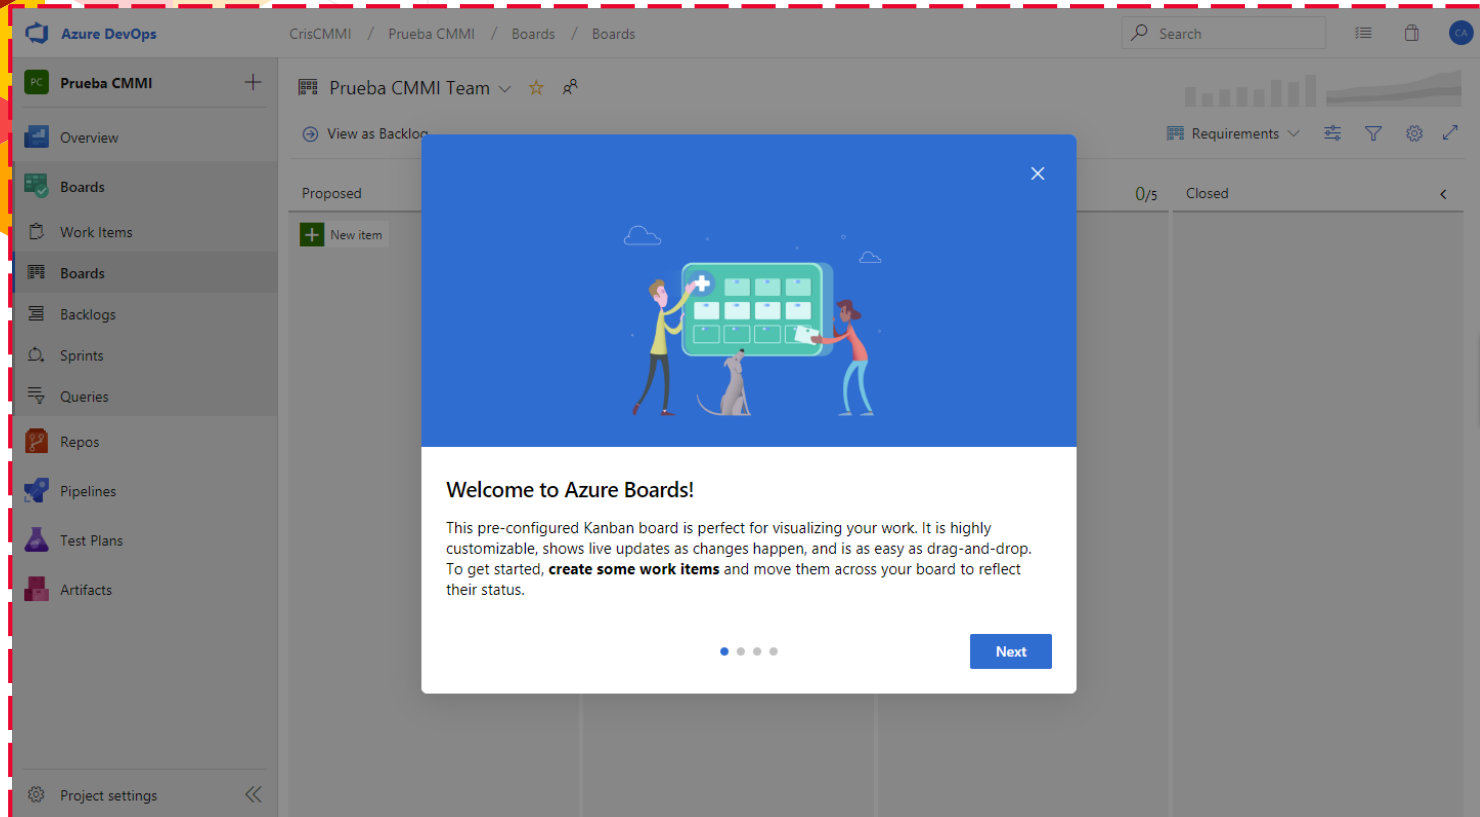 Azure DevOps
CrisCMMI / Prueba CMMI / Boards / Boards
Search
CA
PC Prueba CMMI
Prueba CMMI Team
Overview
View as Backlog
Requirements
Boards
Proposed
0/5
Closed
Work Items
New item
Boards
Backlogs
Sprints
Queries
Repos
Pipelines
Test Plans
Artifacts
Project settings
Welcome to Azure Boards!
This pre-configured Kanban board is perfect for visualizing your work. It is highly
customizable, shows live updates as changes happen, and is as easy as drag-and-drop.
To get started, create some work items and move them across your board to reflect
their status.
Next